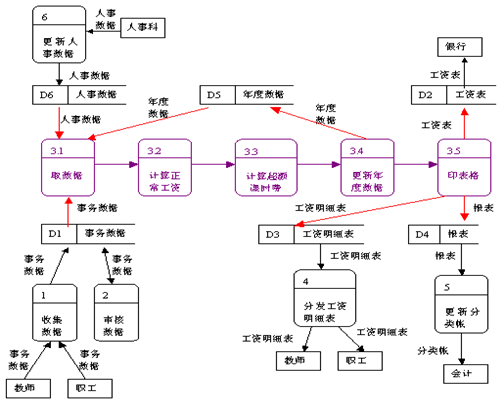 6
更新人
事数据
人事
数据
人事科
人事数据
D6 人事数据
人事数据
年度
数据
D5 年度数据
年度
数据
银行
工资表
D2 工资表
工资表
3.1
取数据
3.2
计算正
常工资
3.3
计算超额
课时费
3.4
更新年
度数据
3.5
印表格
事务数据
D1 事务数据
工资明细表
D3 工资明细表
报表
D4 报表
事务
数据
事务
数据
工资明细表
报表
1
收集
数据
2
审核
数据
4
分发工资
明细表
5
更新分
类帐
事务
数据
事务
数据
工资明细表
工资明细表
分类帐
教师
职工
教师
职工
会计